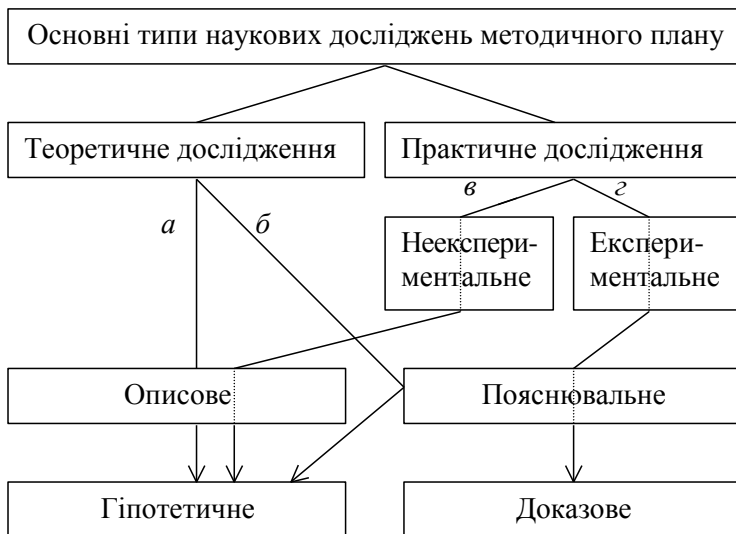 Основні типи наукових досліджень методичного плану
Теоретичне дослідження
Практичне дослідження
а
б
в
г
Неекспери-
ментальне
Експери-
ментальне
Описове
Пояснювальне
Гіпотетичне
Доказове